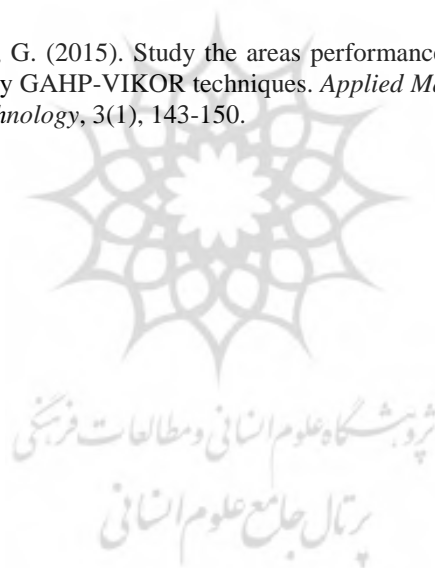 , G. (2015). Study the areas performance
y GAHP-VIKOR techniques. Applied Ma
hnology, 3(1), 143-150.
پژوهشگاه علوم انسانی و مطالعات فرهنگی
پرتال جامع علوم انسانی